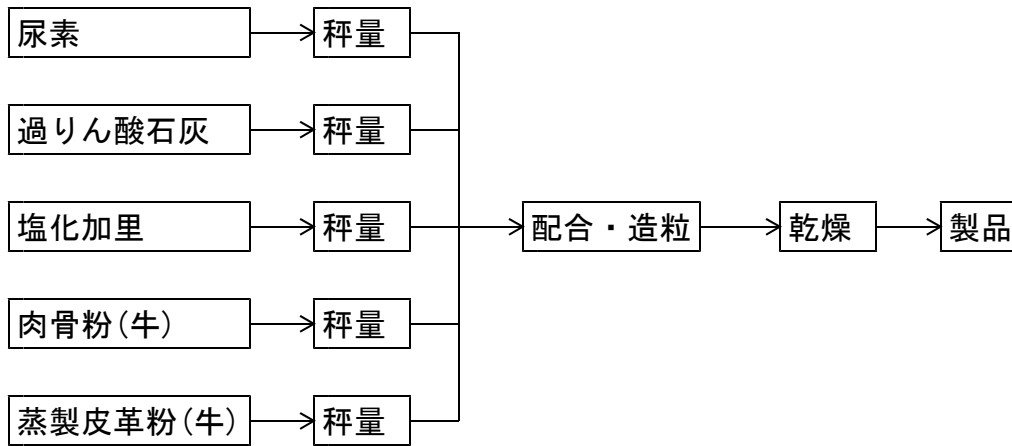 尿素 秤量
過りん酸石灰 秤量
塩化加里 秤量 配合・造粒 乾燥 製品
肉骨粉(牛) 秤量
蒸製皮革粉(牛) 秤量